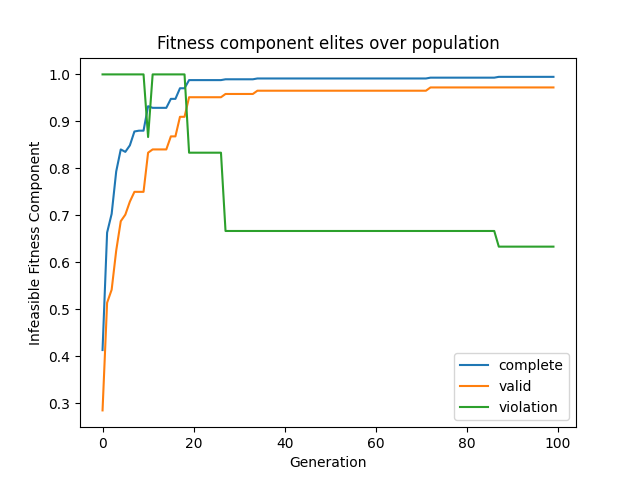 Fitness component elites over population
1.0
0.9
0.8
0.7
0.6
0.5
0.4
0.3
Infeasible Fitness Component
complete
valid
violation
0 20 40 60 80 100
Generation